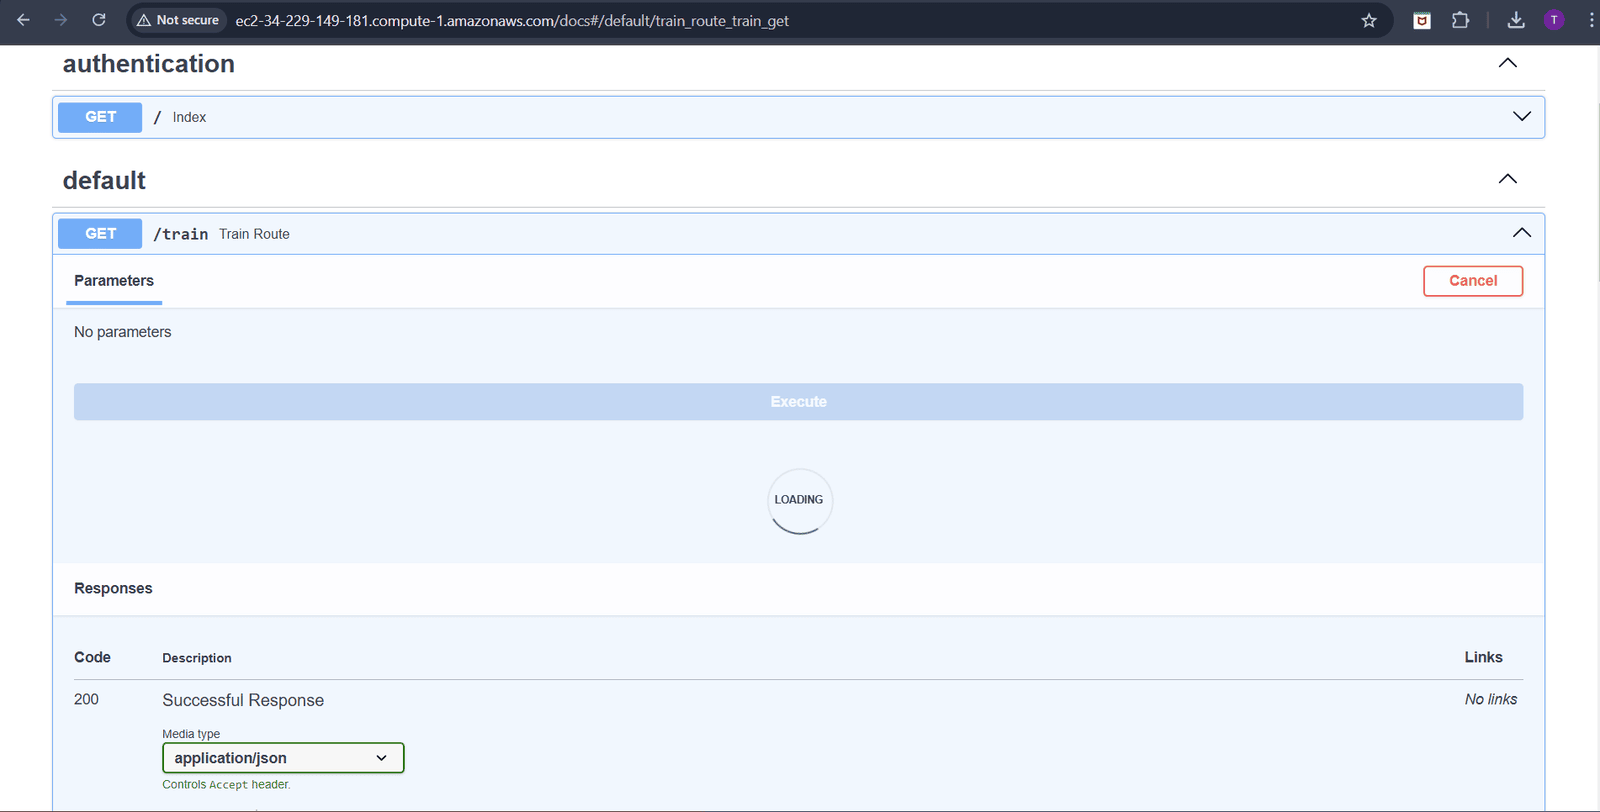 Not secure ec2-34-229-149-181.compute-1.amazonaws.com/docs#/default/train_route_train_get T
authentication
GET / Index
default
GET /train Train Route
Parameters Cancel
No parameters
Execute
LOADING
Responses
Code Description Links
200 Successful Response No links
Media type
application/json
Controls Accept header.